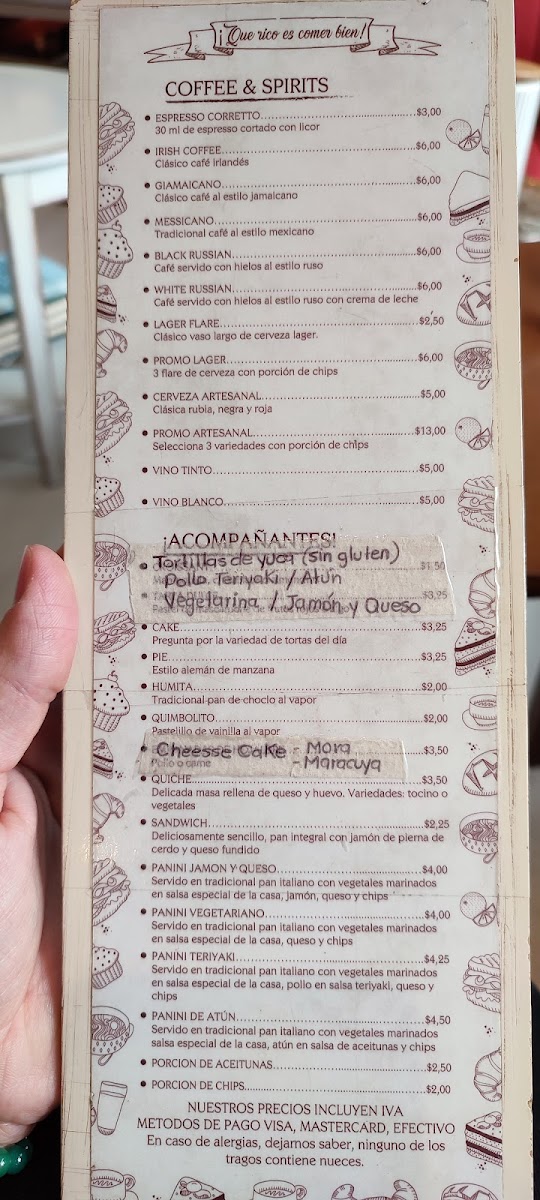 ¡Que rico es comer bien!
COFFEE & SPIRITS
ESPRESSO CORRETTO $3,00
30 ml de espresso cortado con licor
IRISH COFFEE $6,00
Clásico café irlandés
GIAMAICANO $6,00
Clásico café al estilo jamaicano
MESSICANO $6,00
Tradicional café al estilo mexicano
BLACK RUSSIAN $6,00
Café servido con hielos al estilo ruso
WHITE RUSSIAN $6,00
Café servido con hielos al estilo ruso con crema de leche
LAGER FLARE $2,50
Clásico vaso largo de cerveza lager.
PROMO LAGER $6,00
3 flare de cerveza con porción de chips
CERVEZA ARTESANAL $5,00
Clásica rubia, negra y roja
PROMO ARTESANAL $13,00
Selecciona 3 variedades con porción de chips
VINO TINTO $5,00
VINO BLANCO $5,00
¡ACOMPAÑANTES!
Tortillas de yuca (sin gluten) $1,50
Pollo Teriyaki / Atún
Vegetarina / Jamón y Queso $3,25
CAKE $3,25
Pregunta por la variedad de tortas del día
PIE $3,25
Estilo alemán de manzana
HUMITA $2,00
Tradicional pan de choclo al vapor
QUIMBOLITO $2,00
Pastelillo de vainilla al vapor
Cheesse Cake - Mora $3,50
- Maracuya
Pollo o carne
QUICHE $3,50
Delicada masa rellena de queso y huevo. Variedades: tocino o
vegetales
SANDWICH $2,25
Deliciosamente sencillo, pan integral con jamón de pierna de
cerdo y queso fundido
PANINI JAMON Y QUESO $4,00
Servido en tradicional pan italiano con vegetales marinados
en salsa especial de la casa, jamón, queso y chips
PANINI VEGETARIANO $4,00
Servido en tradicional pan italiano con vegetales marinados
en salsa especial de la casa, queso y chips
PANINI TERIYAKI $4,25
Servido en tradicional pan italiano con vegetales marinados
en salsa especial de la casa, pollo en salsa teriyaki, queso y
chips
PANINI DE ATÚN $4,50
Servido en tradicional pan italiano con vegetales marinados
salsa especial de la casa, atún en salsa de aceitunas y chips
PORCION DE ACEITUNAS $2,50
PORCION DE CHIPS $2,00
NUESTROS PRECIOS INCLUYEN IVA
METODOS DE PAGO VISA, MASTERCARD, EFECTIVO
En caso de alergias, dejarnos saber, ninguno de los
tragos contiene nueces.